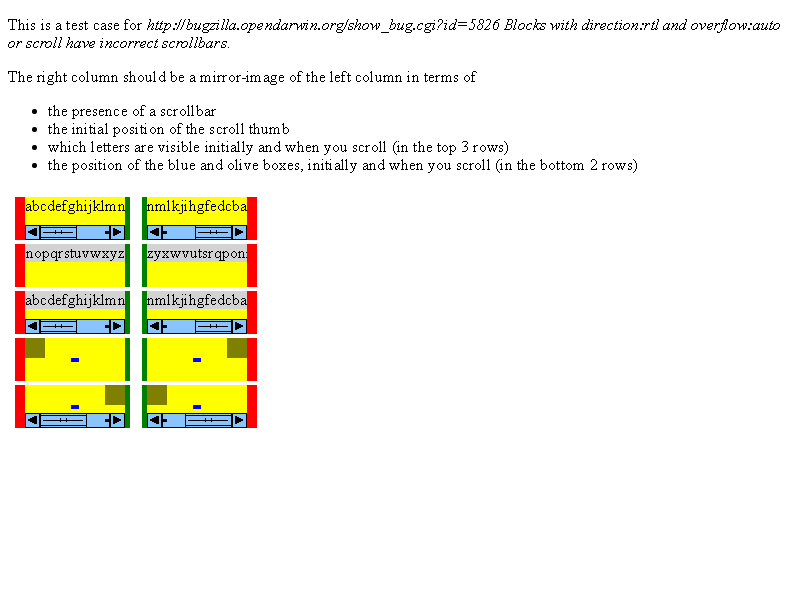 This is a test case for http://bugzilla.opendarwin.org/show_bug.cgi?id=5826 Blocks with direction:rtl and overflow:auto
or scroll have incorrect scrollbars.
The right column should be a mirror-image of the left column in terms of
the presence of a scrollbar
the initial position of the scroll thumb
which letters are visible initially and when you scroll (in the top 3 rows)
the position of the blue and olive boxes, initially and when you scroll (in the bottom 2 rows)
abcdefghijklmn nmlkjihgfedcba
nopqrstuvwxyz zyxwvutsrqpon
abcdefghijklmn nmlkjihgfedcba